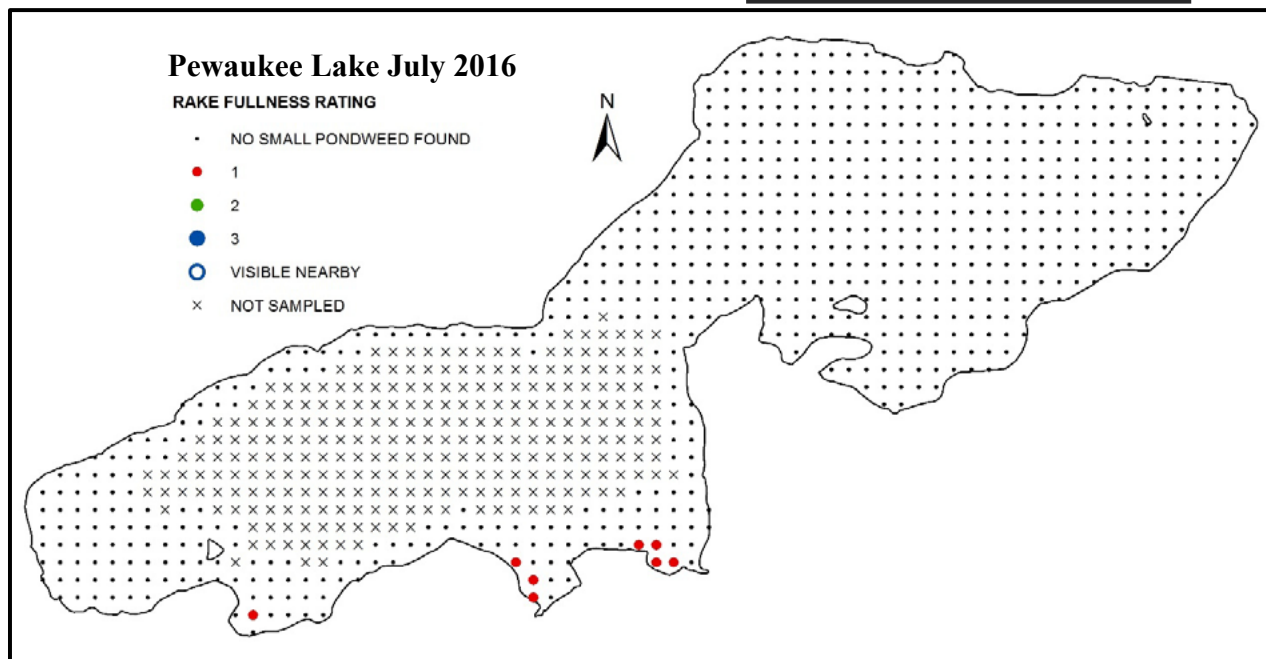 Pewaukee Lake July 2016
RAKE FULLNESS RATING
NO SMALL PONDWEED FOUND
1
2
3
VISIBLE NEARBY
NOT SAMPLED
N